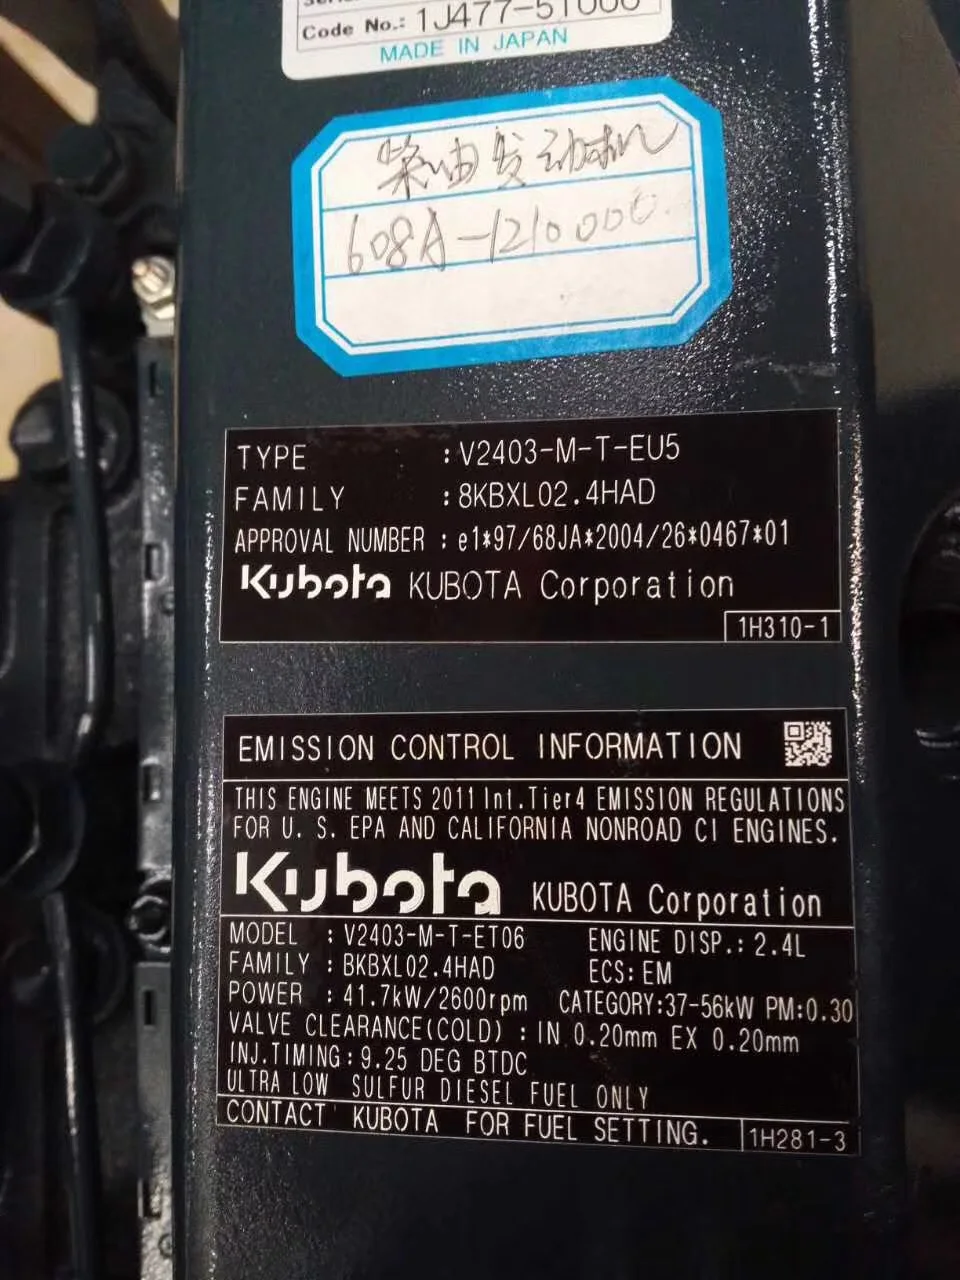 Code No.: 1J477-51000
MADE IN JAPAN
柴油发动机
608A-1210000
TYPE :V2403-M-T-EU5
FAMILY :8KBXL02.4HAD
APPROVAL NUMBER :e1*97/68JA*2004/26*0467*01
Kubota KUBOTA Corporation
1H310-1
EMISSION CONTROL INFORMATION
THIS ENGINE MEETS 2011 Int.Tier4 EMISSION REGULATIONS
FOR U. S. EPA AND CALIFORNIA NONROAD CI ENGINES.
Kubota KUBOTA Corporation
MODEL : V2403-M-T-ET06 ENGINE DISP.: 2.4L
FAMILY : BKBXL02.4HAD ECS: EM
POWER : 41.7kW/2600rpm CATEGORY:37-56kW PM:0.30
VALVE CLEARANCE(COLD) : IN 0.20mm EX 0.20mm
INJ.TIMING: 9.25 DEG BTDC
ULTRA LOW SULFUR DIESEL FUEL ONLY
CONTACT KUBOTA FOR FUEL SETTING. 1H281-3